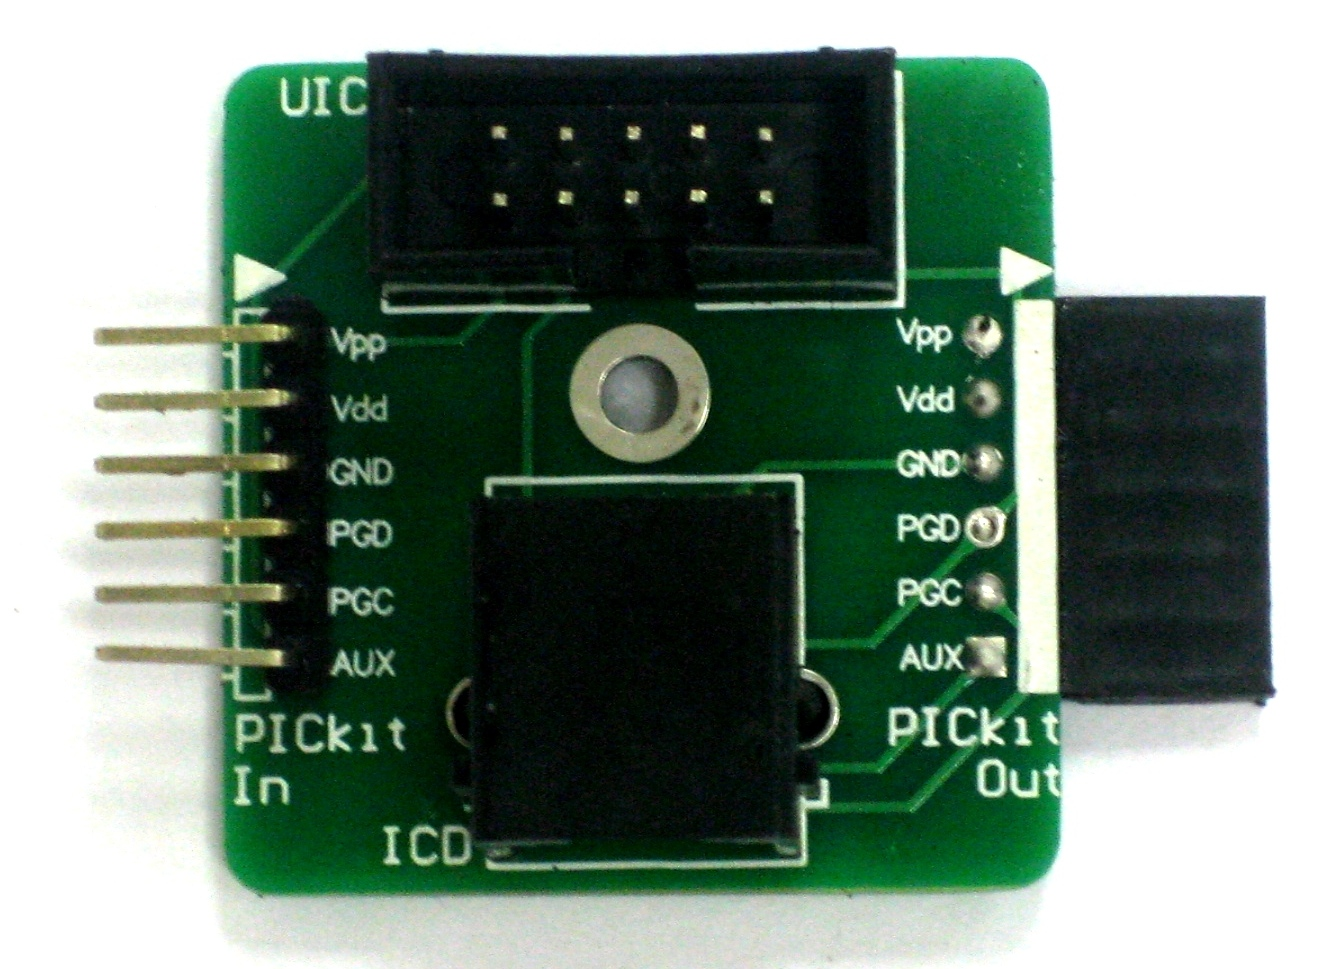 UIC
Vpp
Vdd
GND
PGD
PGC
AUX
PICkit
In
Vpp
Vdd
GND
PGD
PGC
AUX
PICkit
Out
ICD